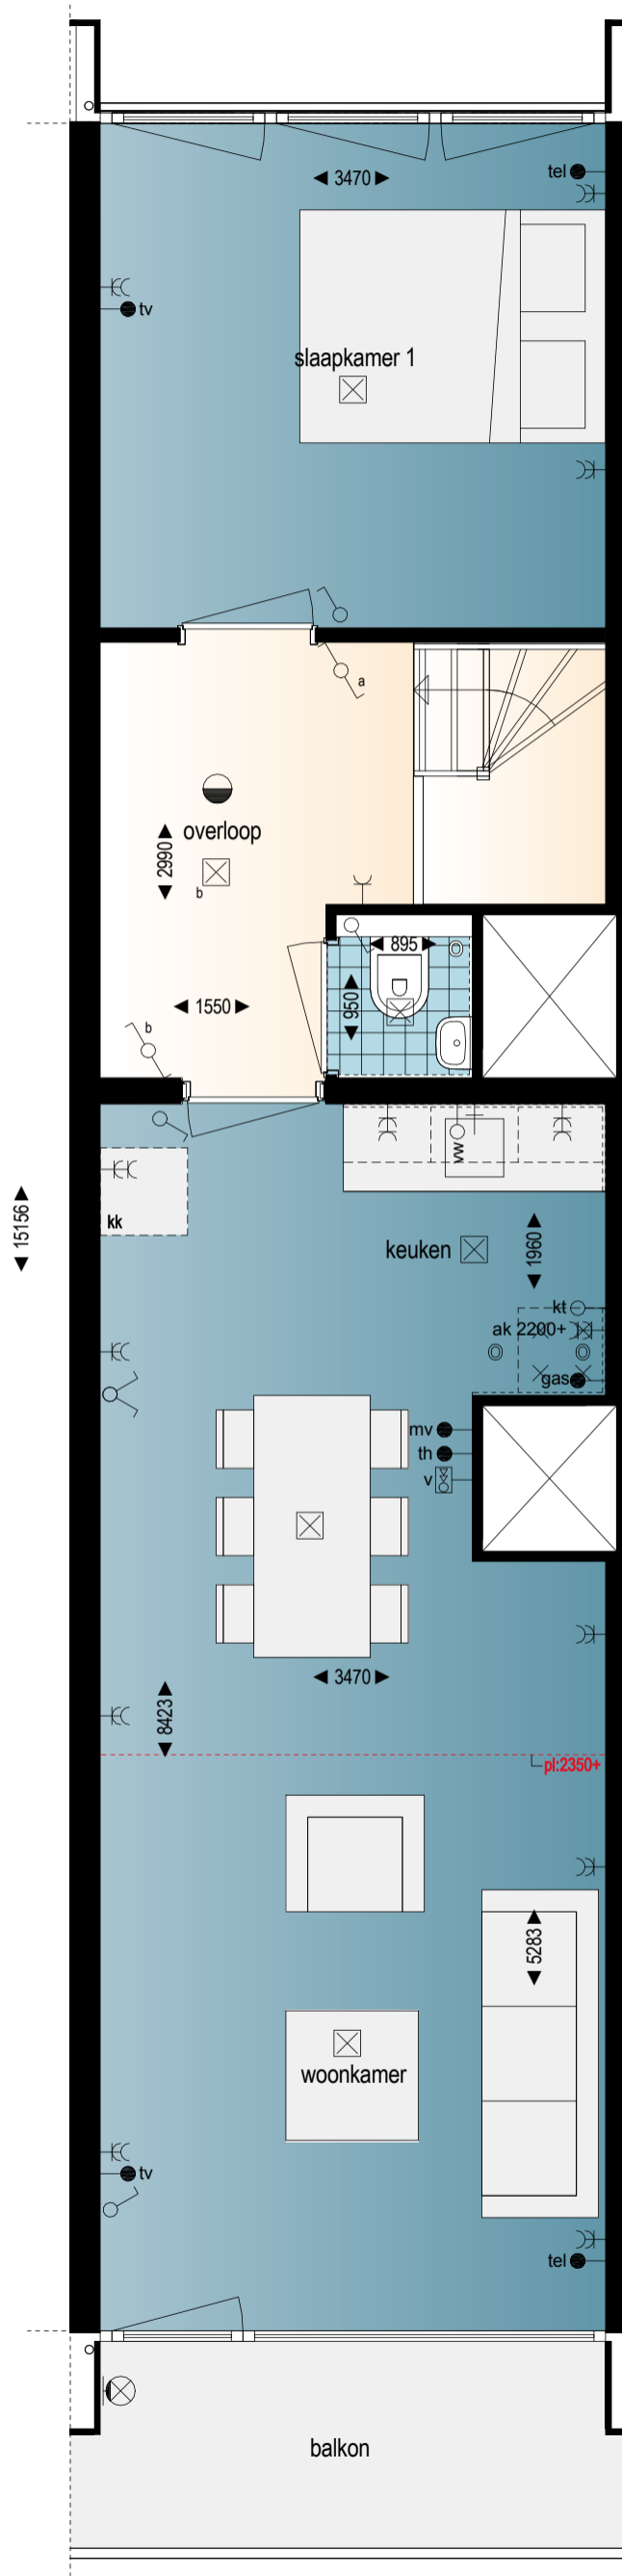 3470
tel
tv
slaapkamer 1
a
overloop
2990
b
895
950
1550
b
vw
kk
15156
keuken
1960
kt
ak 2200+
gas
mv
th
v
3470
8423
pl:2350+
5283
woonkamer
tv
tel
balkon